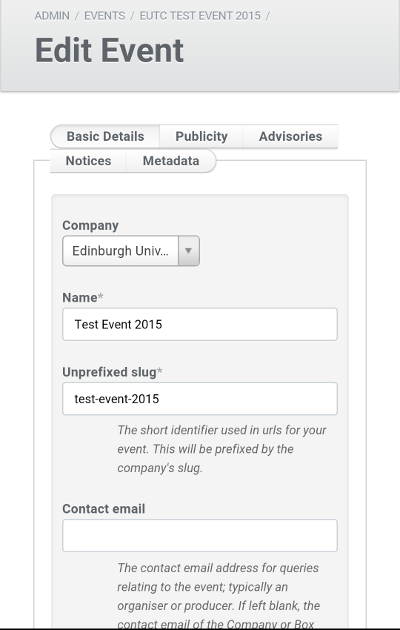 ADMIN / EVENTS / EUTC TEST EVENT 2015 /
Edit Event
Basic Details Publicity Advisories
Notices Metadata
Company
Edinburgh Univ...
Name*
Test Event 2015
Unprefixed slug*
test-event-2015
The short identifier used in urls for your
event. This will be prefixed by the
company's slug.
Contact email
The contact email address for queries
relating to the event; typically an
organiser or producer. If left blank, the
contact email of the Company or Box